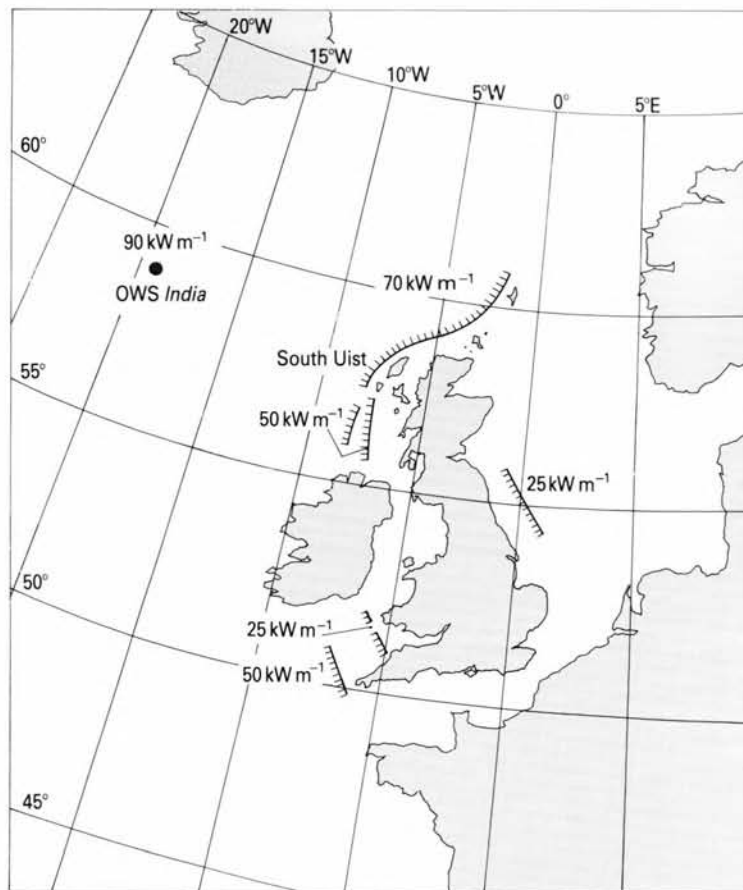 20°W
15°W
10°W
5°W
0°
5°E
60°
90 kW m⁻¹
OWS India
70 kW m⁻¹
South Uist
55°
50 kW m⁻¹
25 kW m⁻¹
50°
25 kW m⁻¹
50 kW m⁻¹
45°